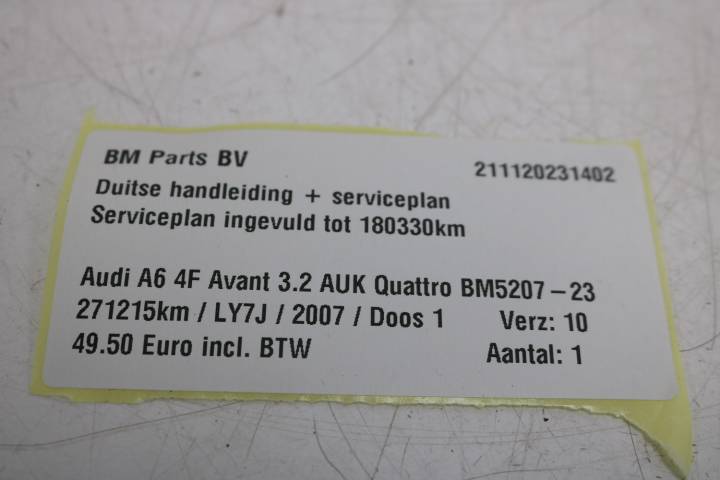 BM Parts BV 211120231402
Duitse handleiding + serviceplan
Serviceplan ingevuld tot 180330km
Audi A6 4F Avant 3.2 AUK Quattro BM5207-23
271215km / LY7J / 2007 / Doos 1 Verz: 10
49.50 Euro incl. BTW Aantal: 1